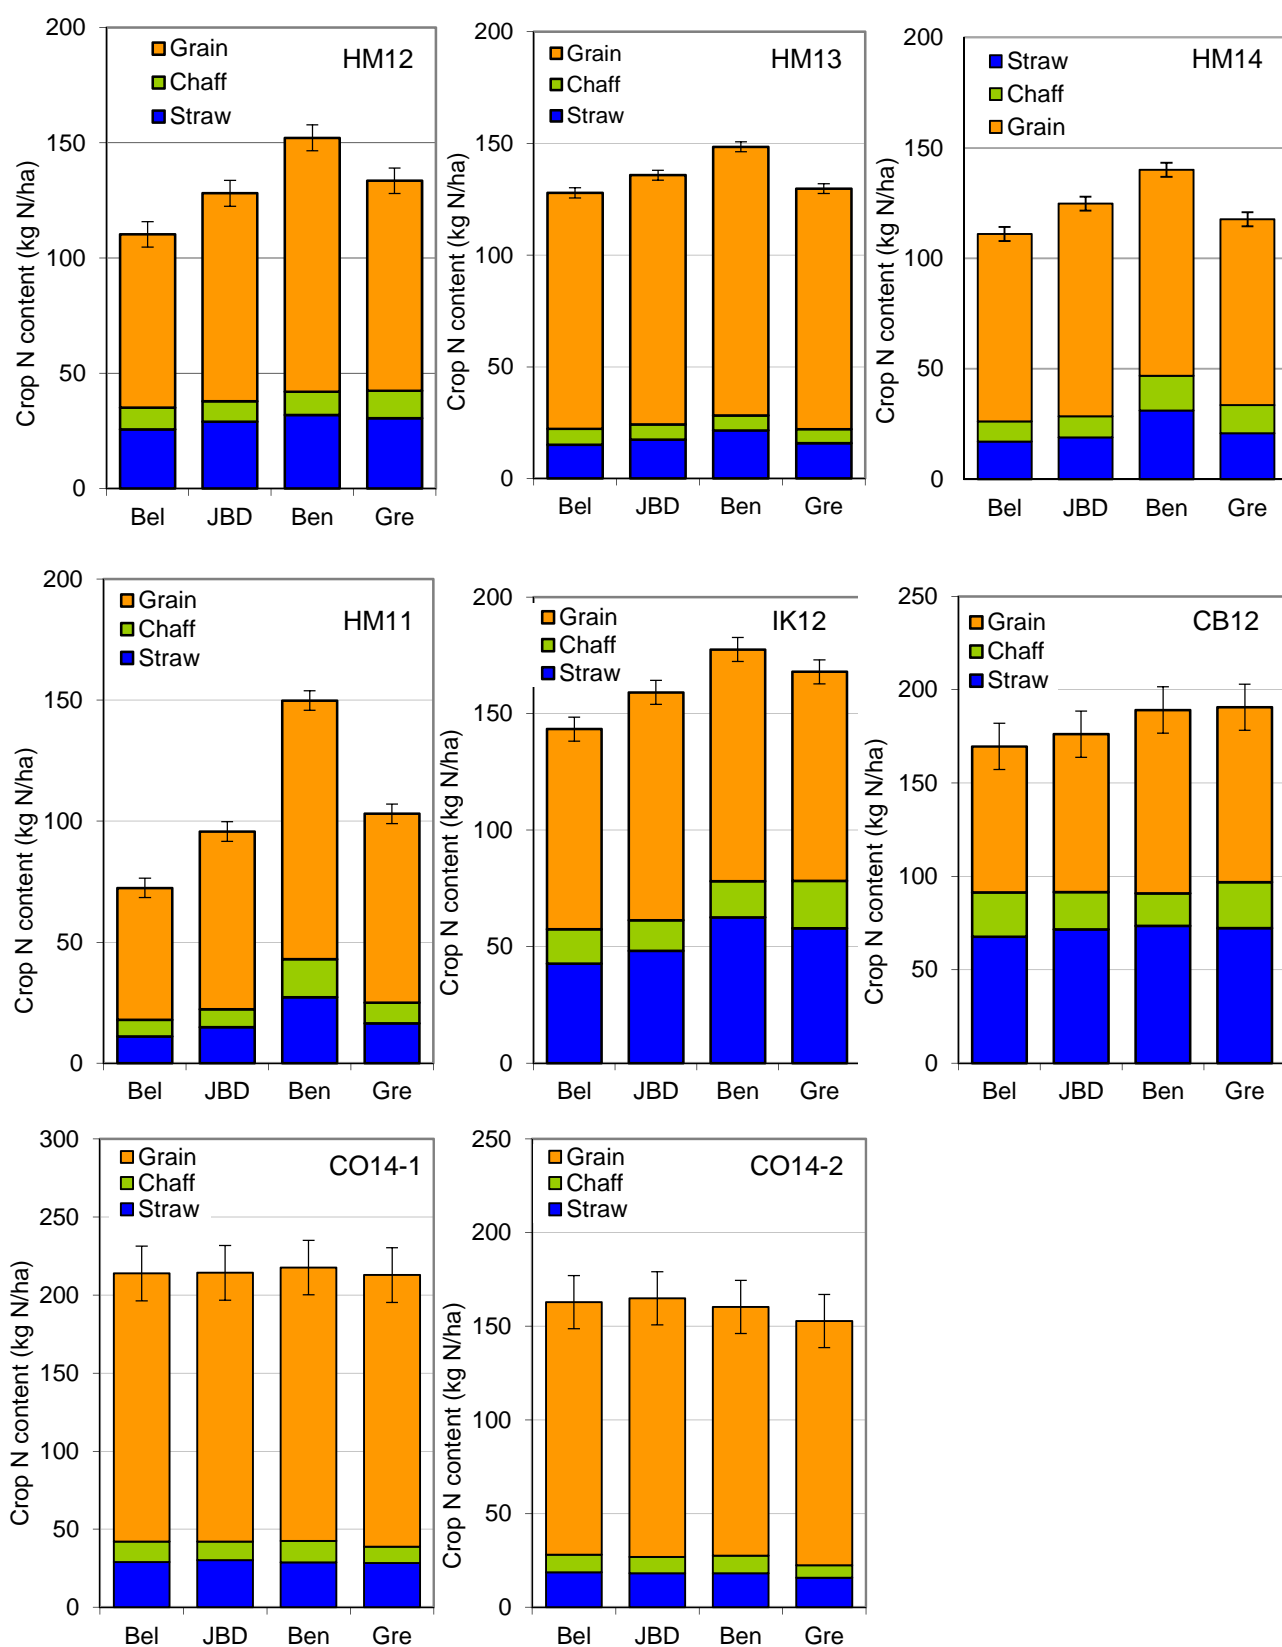 HM12
Grain
Chaff
Straw
Crop N content (kg N/ha)
200
150
100
50
0
Bel JBD Ben Gre
HM13
Grain
Chaff
Straw
Crop N content (kg N/ha)
200
150
100
50
0
Bel JBD Ben Gre
HM14
Straw
Chaff
Grain
Crop N content (kg N/ha)
200
150
100
50
0
Bel JBD Ben Gre
HM11
Grain
Chaff
Straw
Crop N content (kg N/ha)
200
150
100
50
0
Bel JBD Ben Gre
IK12
Grain
Chaff
Straw
Crop N content (kg N/ha)
200
150
100
50
0
Bel JBD Ben Gre
CB12
Grain
Chaff
Straw
Crop N content (kg N/ha)
250
200
150
100
50
0
Bel JBD Ben Gre
CO14-1
Grain
Chaff
Straw
Crop N content (kg N/ha)
300
250
200
150
100
50
0
Bel JBD Ben Gre
CO14-2
Grain
Chaff
Straw
Crop N content (kg N/ha)
250
200
150
100
50
0
Bel JBD Ben Gre